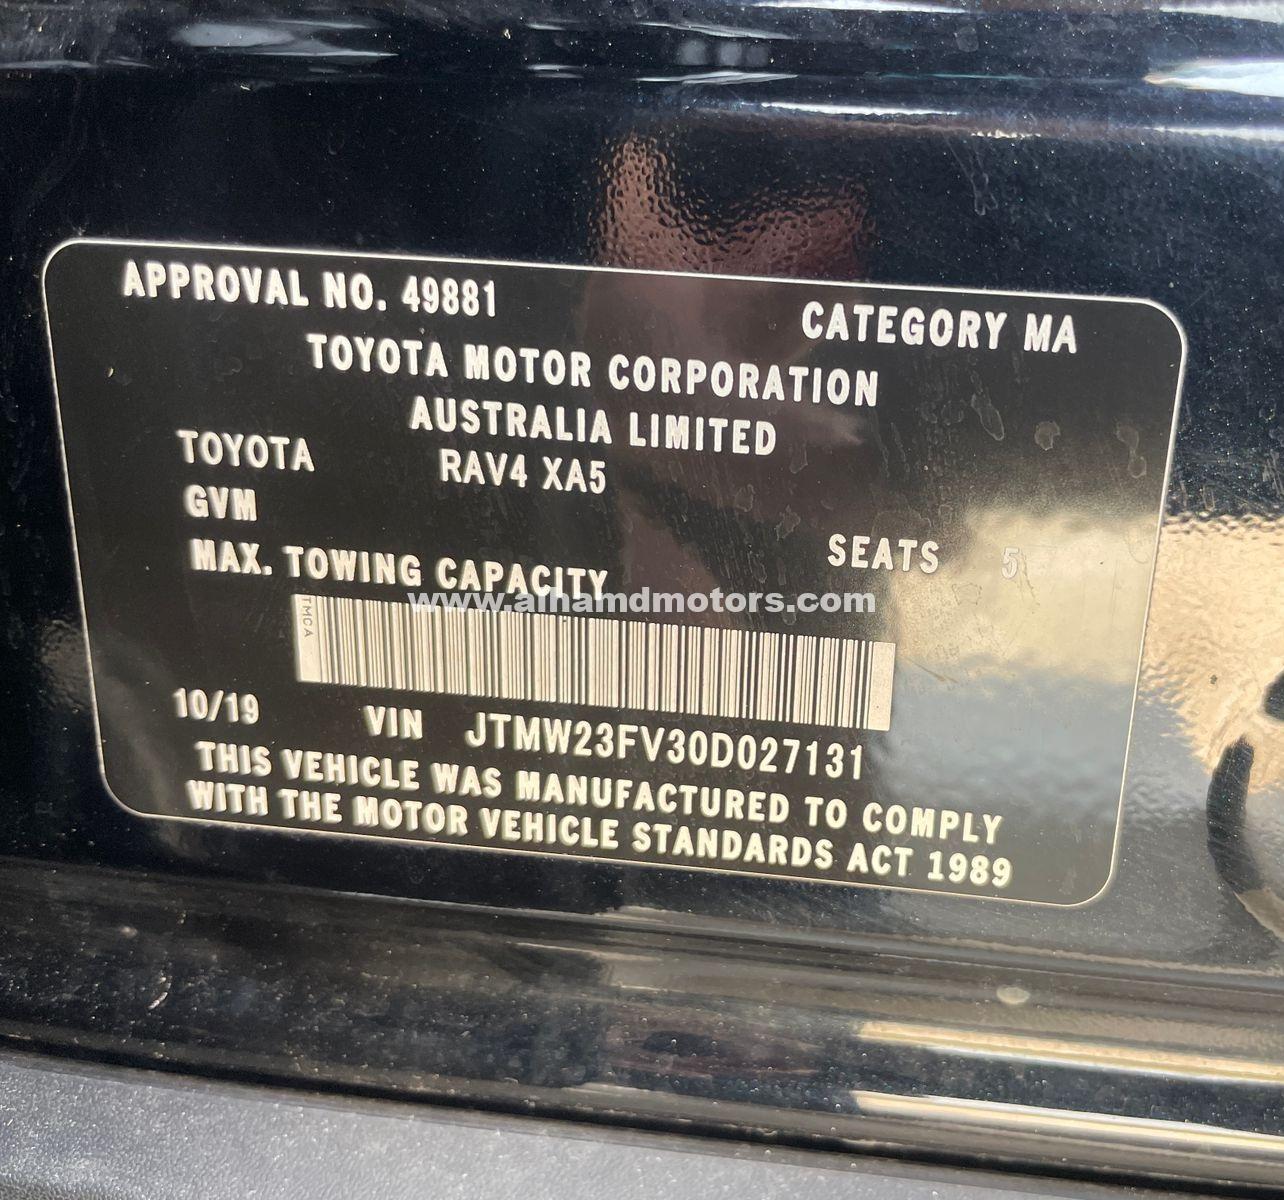 APPROVAL NO. 49881 CATEGORY MA
TOYOTA MOTOR CORPORATION
AUSTRALIA LIMITED
TOYOTA RAV4 XA5
GVM SEATS 5
MAX. TOWING CAPACITY
www.alhamdmotors.com
TMCA
10/19 VIN JTMW23FV30D027131
THIS VEHICLE WAS MANUFACTURED TO COMPLY
WITH THE MOTOR VEHICLE STANDARDS ACT 1989